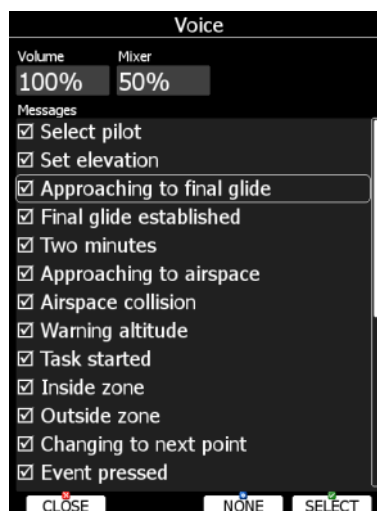 Voice
Volume Mixer
100% 50%
Messages
Select pilot
Set elevation
Approaching to final glide
Final glide established
Two minutes
Approaching to airspace
Airspace collision
Warning altitude
Task started
Inside zone
Outside zone
Changing to next point
Event pressed
CLOSE NONE SELECT